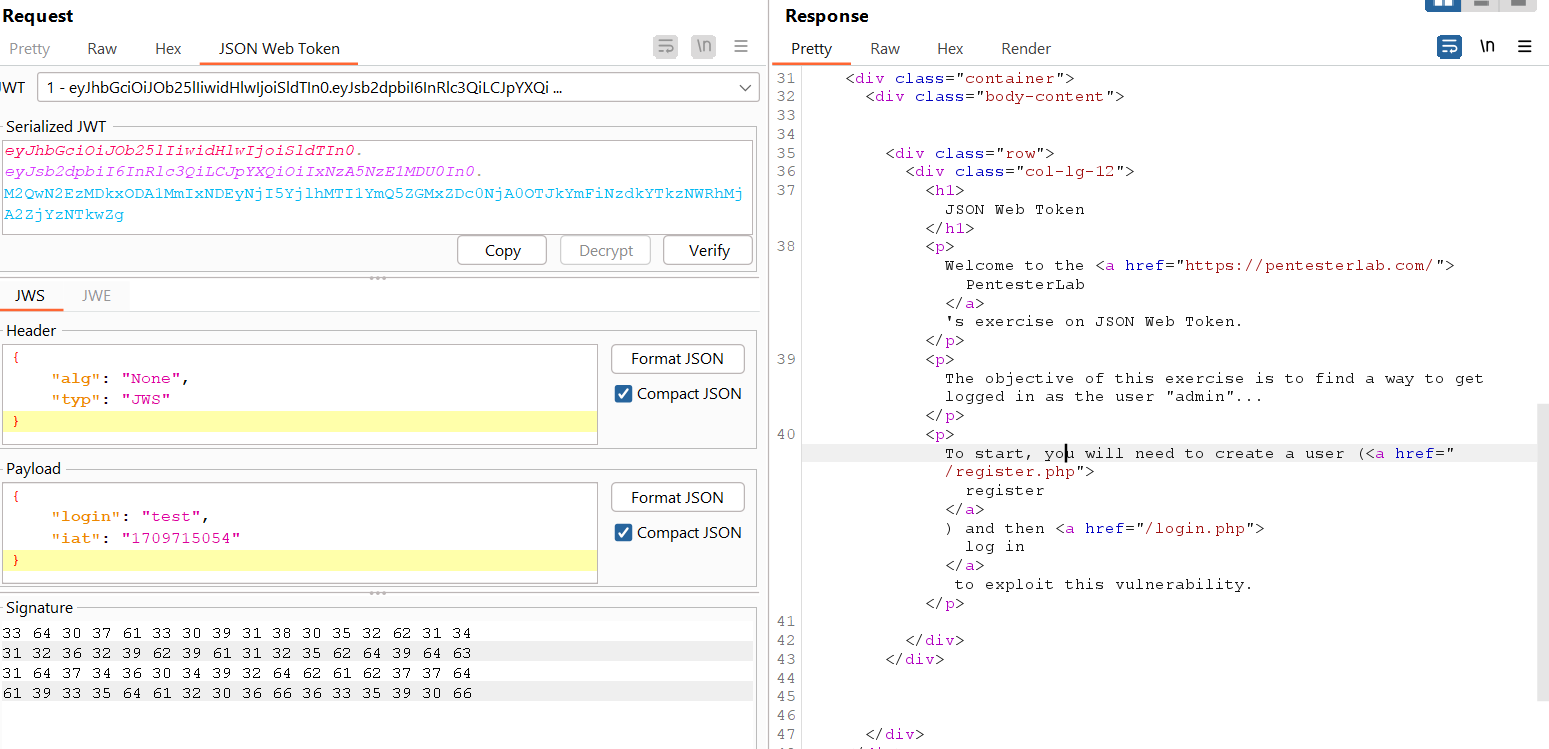 Request
Pretty Raw Hex JSON Web Token \n
JWT 1 - eyJhbGciOiJOb25lIiwidHlwIjoiSldTIn0.eyJsb2dpbiI6InRlc3QiLCJpYXQi ...
Serialized JWT
eyJhbGciOiJOb25lIiwidHlwIjoiSldTIn0.
eyJsb2dpbiI6InRlc3QiLCJpYXQiOiIxNzA5NzE1MDU0In0.
M2QwN2EzMDkxODA1MmIxNDEyNjI5YjlhMTI1YmQ5ZGMxZDc0NjA0OTJkYmFiNzdkYTkzNWRhMj
A2ZjYzNTkwZg
Copy Decrypt Verify
JWS JWE
Header
{
"alg": "None",
"typ": "JWS"
}
Format JSON
Compact JSON
Payload
{
"login": "test",
"iat": "1709715054"
}
Format JSON
Compact JSON
Signature
33 64 30 37 61 33 30 39 31 38 30 35 32 62 31 34
31 32 36 32 39 62 39 61 31 32 35 62 64 39 64 63
31 64 37 34 36 30 34 39 32 64 62 61 62 37 37 64
61 39 33 35 64 61 32 30 36 66 36 33 35 39 30 66
Response
Pretty Raw Hex Render \n
31 <div class="container">
32 <div class="body-content">
33
34
35 <div class="row">
36 <div class="col-lg-12">
37 <h1>
JSON Web Token
</h1>
38 <p>
Welcome to the <a href="https://pentesterlab.com/">
PentesterLab
</a>
's exercise on JSON Web Token.
</p>
39 <p>
The objective of this exercise is to find a way to get
logged in as the user "admin"...
</p>
40 <p>
To start, you will need to create a user (<a href="
/register.php">
register
</a>
) and then <a href="/login.php">
log in
</a>
to exploit this vulnerability.
</p>
41
42 </div>
43 </div>
44
45
46
47 </div>